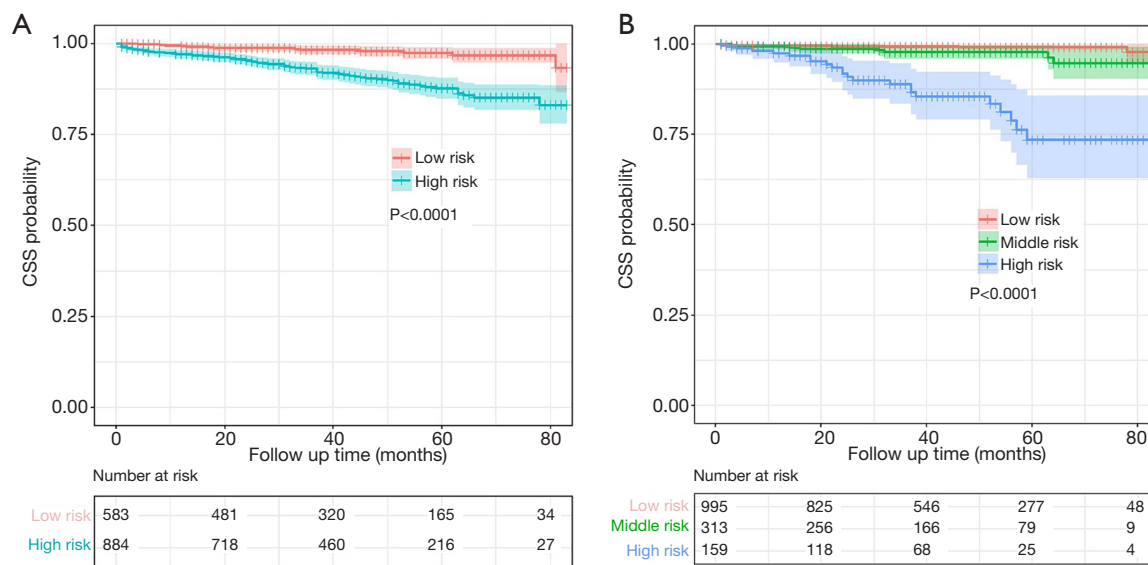 A
1.00
0.75
0.50
0.25
0.00
CSS probability
Low risk
High risk
P<0.0001
0 20 40 60 80
Follow up time (months)
Number at risk
Low risk 583 481 320 165 34
High risk 884 718 460 216 27
B
1.00
0.75
0.50
0.25
0.00
CSS probability
Low risk
Middle risk
High risk
P<0.0001
0 20 40 60 80
Follow up time (months)
Number at risk
Low risk 995 825 546 277 48
Middle risk 313 256 166 79 9
High risk 159 118 68 25 4